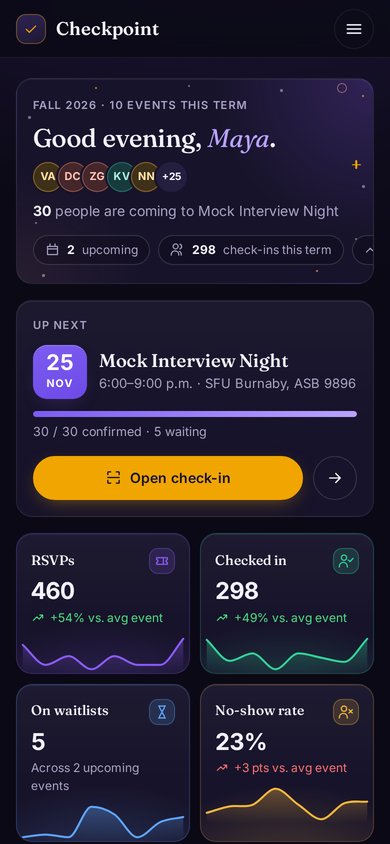 Checkpoint
FALL 2026 · 10 EVENTS THIS TERM
Good evening, Maya.
VA DC ZG KV NN +25
30 people are coming to Mock Interview Night
2 upcoming
298 check-ins this term
UP NEXT
25
NOV
Mock Interview Night
6:00–9:00 p.m. · SFU Burnaby, ASB 9896
30 / 30 confirmed · 5 waiting
Open check-in
RSVPs
460
+54% vs. avg event
Checked in
298
+49% vs. avg event
On waitlists
5
Across 2 upcoming
events
No-show rate
23%
+3 pts vs. avg event